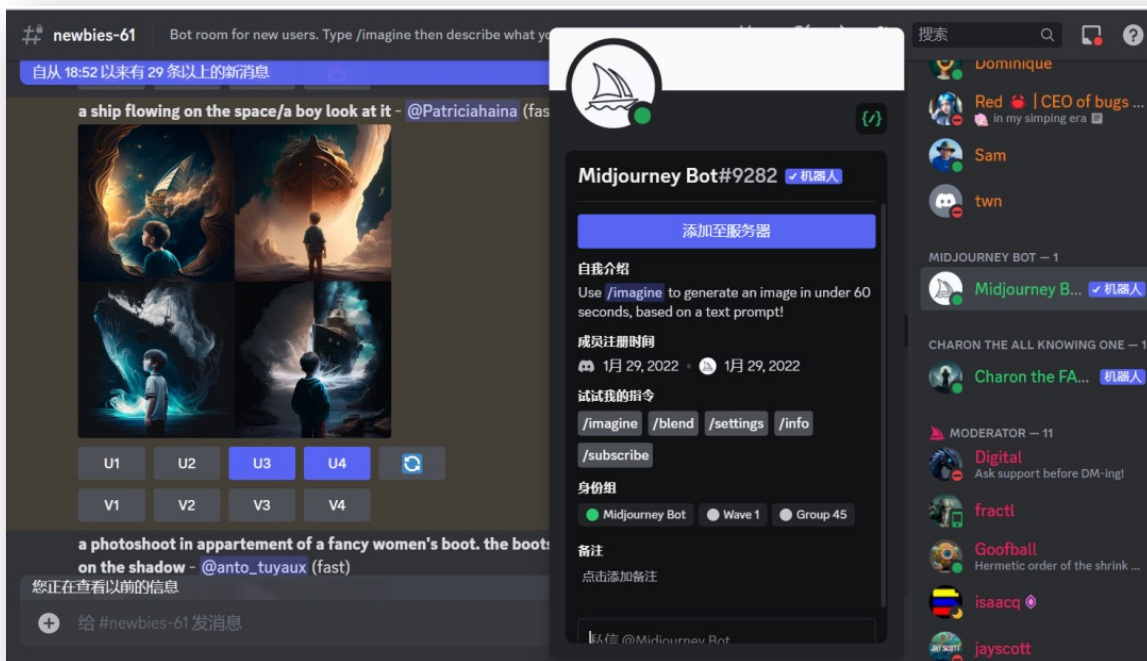 newbies-61
Bot room for new users. Type /imagine then describe what yo
搜索
自从 18:52 以来有 29 条以上的新消息
a ship flowing on the space/a boy look at it - @Patriciahaina (fas
U1 U2 U3 U4
V1 V2 V3 V4
a photoshoot in appartement of a fancy women's boot. the boots
on the shadow - @anto_tuyaux (fast)
您正在查看以前的信息
给 #newbies-61 发消息
Midjourney Bot#9282 机器人
添加至服务器
自我介绍
Use /imagine to generate an image in under 60
seconds, based on a text prompt!
成员注册时间
1月 29, 2022 • 1月 29, 2022
试试我的指令
/imagine /blend /settings /info
/subscribe
身份组
Midjourney Bot Wave 1 Group 45
备注
点击添加备注
私信 @Midjourney Bot
Dominique
Red | CEO of bugs ...
in my simping era
Sam
twn
MIDJOURNEY BOT — 1
Midjourney B... 机器人
CHARON THE ALL KNOWING ONE — 1
Charon the FA... 机器人
MODERATOR — 11
Digital
Ask support before DM-ing!
fractl
Goofball
Hermetic order of the shrink ...
isaacq
jayscott